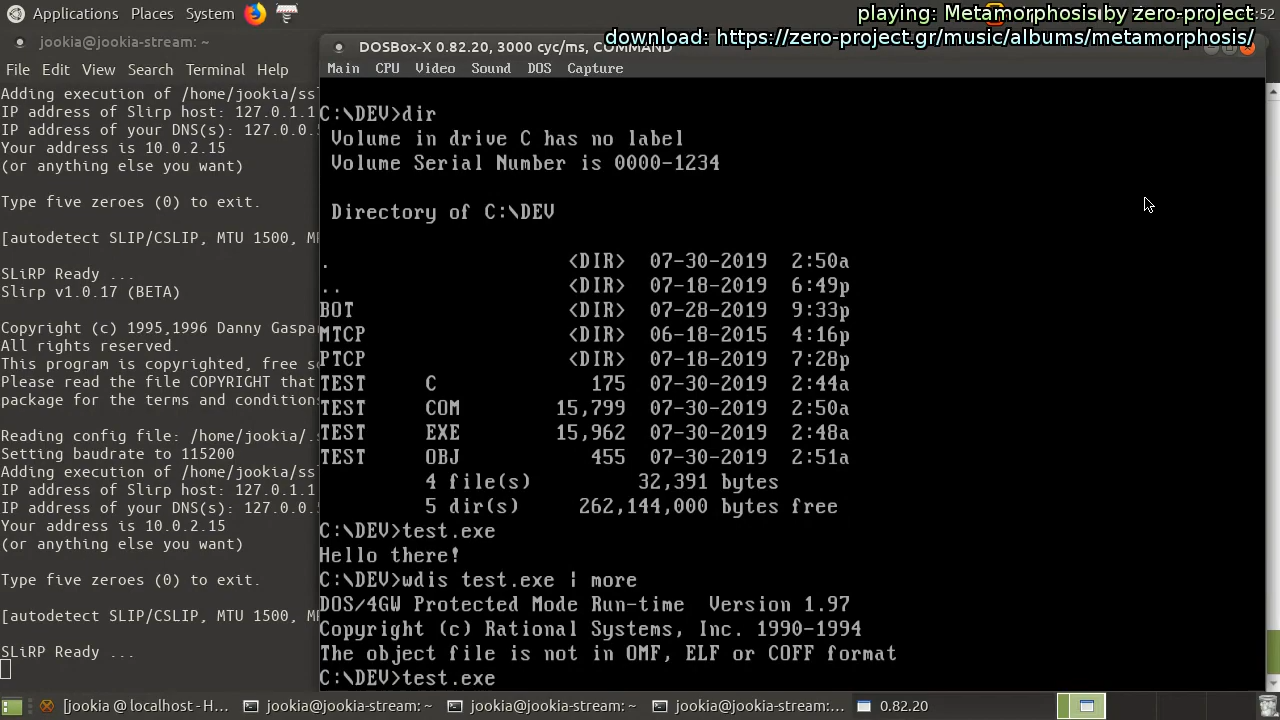 Applications Places System
:52
playing: Metamorphosis by zero-project
download: https://zero-project.gr/music/albums/metamorphosis/
jookia@jookia-stream: ~
File Edit View Search Terminal Help
Adding execution of /home/jookia/ss
IP address of Slirp host: 127.0.1.1
IP address of your DNS(s): 127.0.0.
Your address is 10.0.2.15
(or anything else you want)
Type five zeroes (0) to exit.
[autodetect SLIP/CSLIP, MTU 1500, M
SLiRP Ready ...
Slirp v1.0.17 (BETA)
Copyright (c) 1995,1996 Danny Gaspa
All rights reserved.
This program is copyrighted, free s
Please read the file COPYRIGHT that
package for the terms and condition
Reading config file: /home/jookia/.
Setting baudrate to 115200
Adding execution of /home/jookia/ss
IP address of Slirp host: 127.0.1.1
IP address of your DNS(s): 127.0.0.
Your address is 10.0.2.15
(or anything else you want)
Type five zeroes (0) to exit.
[autodetect SLIP/CSLIP, MTU 1500, M
SLiRP Ready ...
DOSBox-X 0.82.20, 3000 cyc/ms, COMMAND
Main CPU Video Sound DOS Capture
C:\DEV>dir
Volume in drive C has no label
Volume Serial Number is 0000-1234
Directory of C:\DEV
. <DIR> 07-30-2019 2:50a
.. <DIR> 07-18-2019 6:49p
BOT <DIR> 07-28-2019 9:33p
MTCP <DIR> 06-18-2015 4:16p
PTCP <DIR> 07-18-2019 7:28p
TEST C 175 07-30-2019 2:44a
TEST COM 15,799 07-30-2019 2:50a
TEST EXE 15,962 07-30-2019 2:48a
TEST OBJ 455 07-30-2019 2:51a
4 file(s) 32,391 bytes
5 dir(s) 262,144,000 bytes free
C:\DEV>test.exe
Hello there!
C:\DEV>wdis test.exe | more
DOS/4GW Protected Mode Run-time Version 1.97
Copyright (c) Rational Systems, Inc. 1990-1994
The object file is not in OMF, ELF or COFF format
C:\DEV>test.exe
[jookia @ localhost - H... jookia@jookia-stream: ~ jookia@jookia-stream: ~ jookia@jookia-stream:... 0.82.20